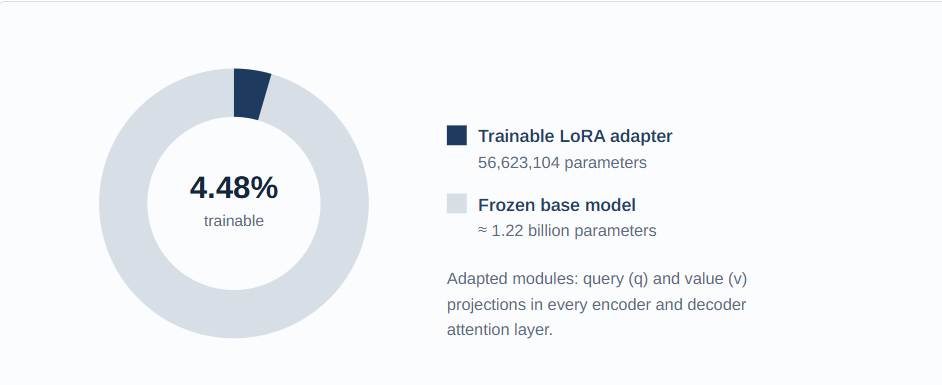 4.48%
trainable
Trainable LoRA adapter
56,623,104 parameters
Frozen base model
≈ 1.22 billion parameters
Adapted modules: query (q) and value (v)
projections in every encoder and decoder
attention layer.